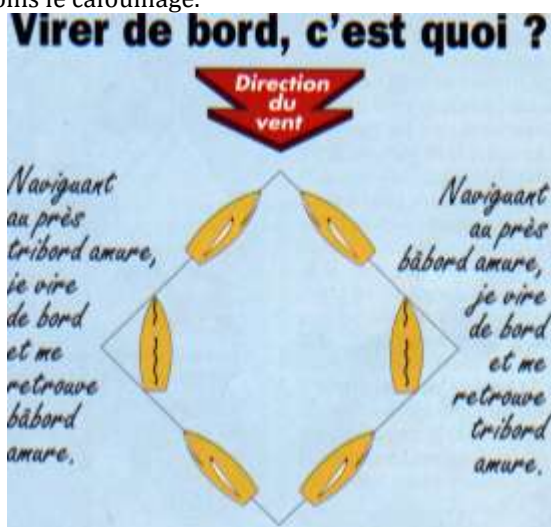 Virer de bord, c'est quoi ?
Direction
du
vent
Naviguant
au près
tribord amure,
je vire
de bord
et me
retrouve
bâbord
amure.
Naviguant
au près
bâbord amure,
je vire
de bord
et me
retrouve
tribord
amure.